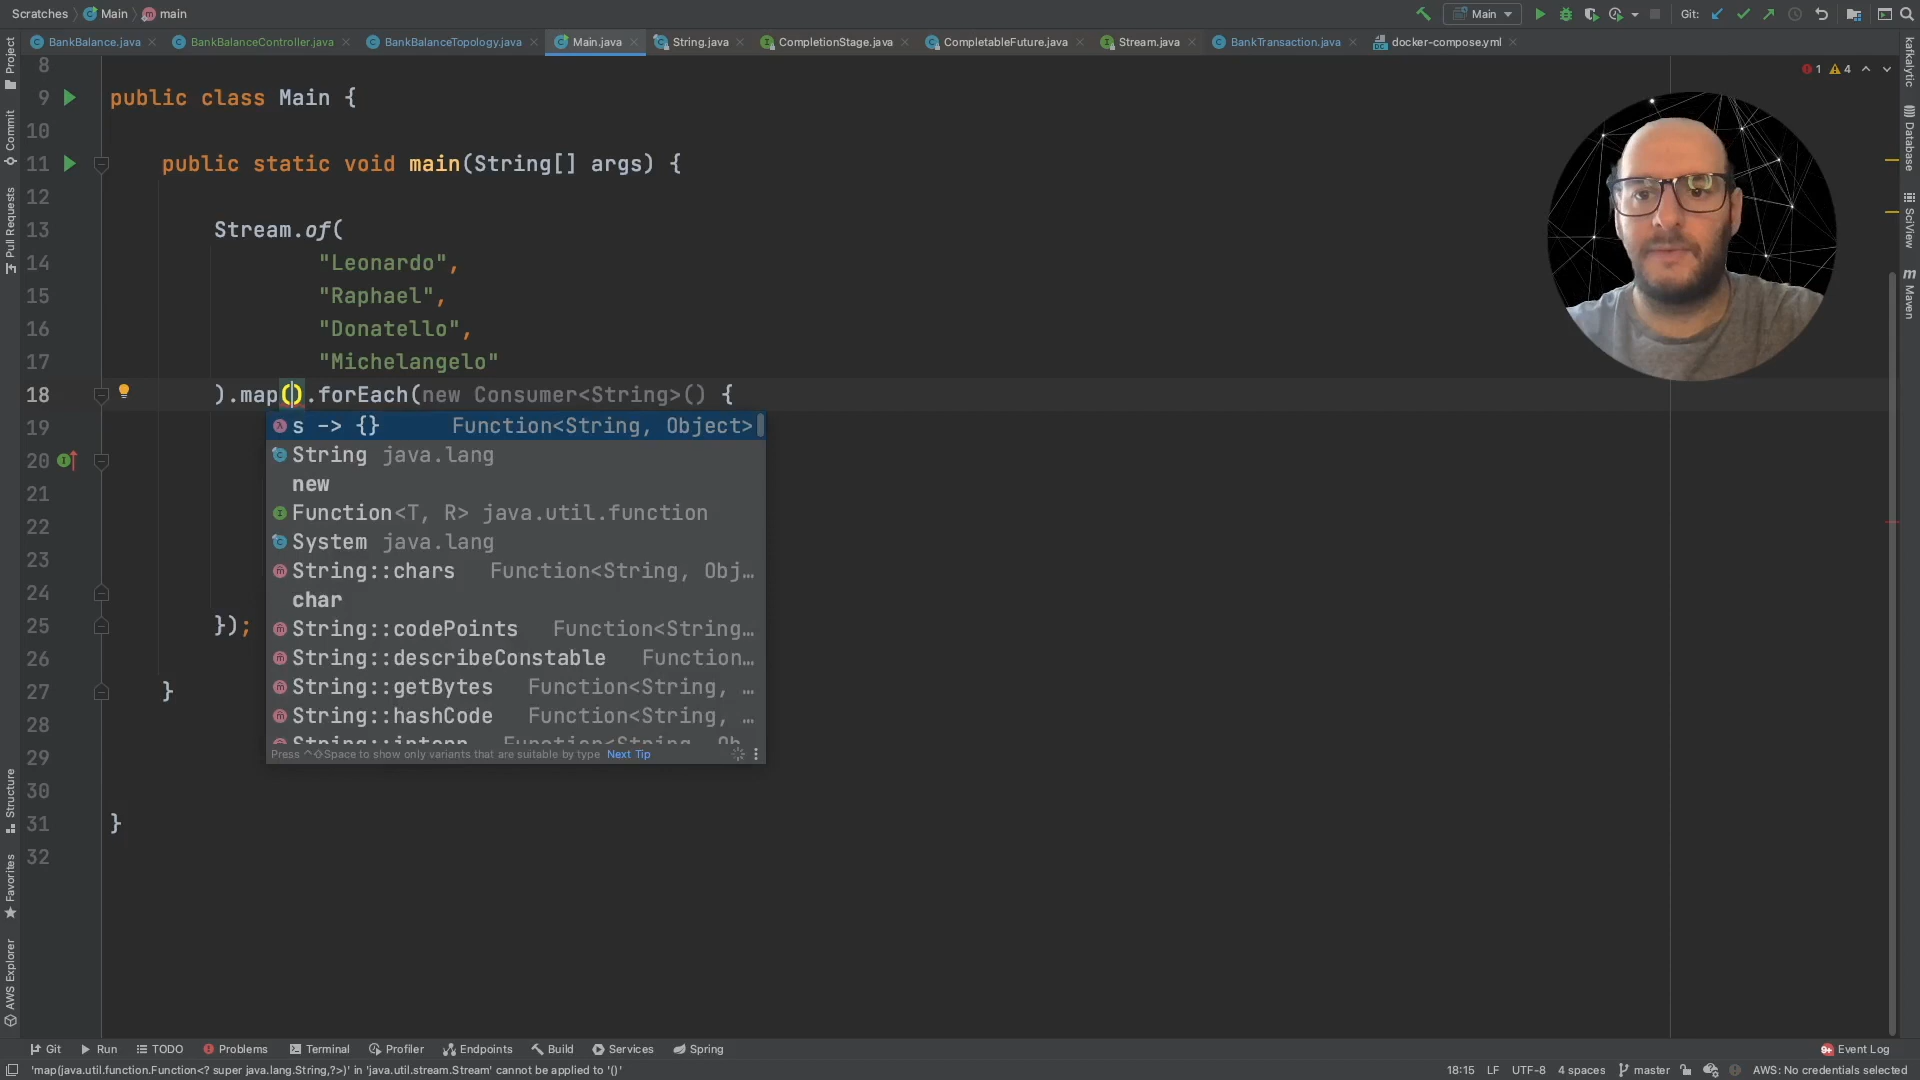 Scratches Main main
Main Git:
BankBalance.java BankBalanceController.java BankBalanceTopology.java Main.java String.java CompletionStage.java CompletableFuture.java Stream.java BankTransaction.java docker-compose.yml
8
1 4
9 public class Main {
10
11 public static void main(String[] args) {
12
13 Stream.of(
14 "Leonardo",
15 "Raphael",
16 "Donatello",
17 "Michelangelo"
18 ).map().forEach(new Consumer<String>() {
19 s -> {} Function<String, Object>
20 String java.lang
new
21
Function<T, R> java.util.function
22
System java.lang
23
String::chars Function<String, Obj…
24 char
25 }); String::codePoints Function<String…
26 String::describeConstable Function…
27 } String::getBytes Function<String, …
28 String::hashCode Function<String, …
29 Press ^⇧Space to show only variants that are suitable by type Next Tip
30
31 }
32
Project
Commit
Pull Requests
Structure
Favorites
AWS Explorer
kafkalytic
Database
SciView
Maven
Git Run TODO Problems Terminal Profiler Endpoints Build Services Spring 9+ Event Log
'map(java.util.function.Function<? super java.lang.String,?>)' in 'java.util.stream.Stream' cannot be applied to '()' 18:15 LF UTF-8 4 spaces master AWS: No credentials selected